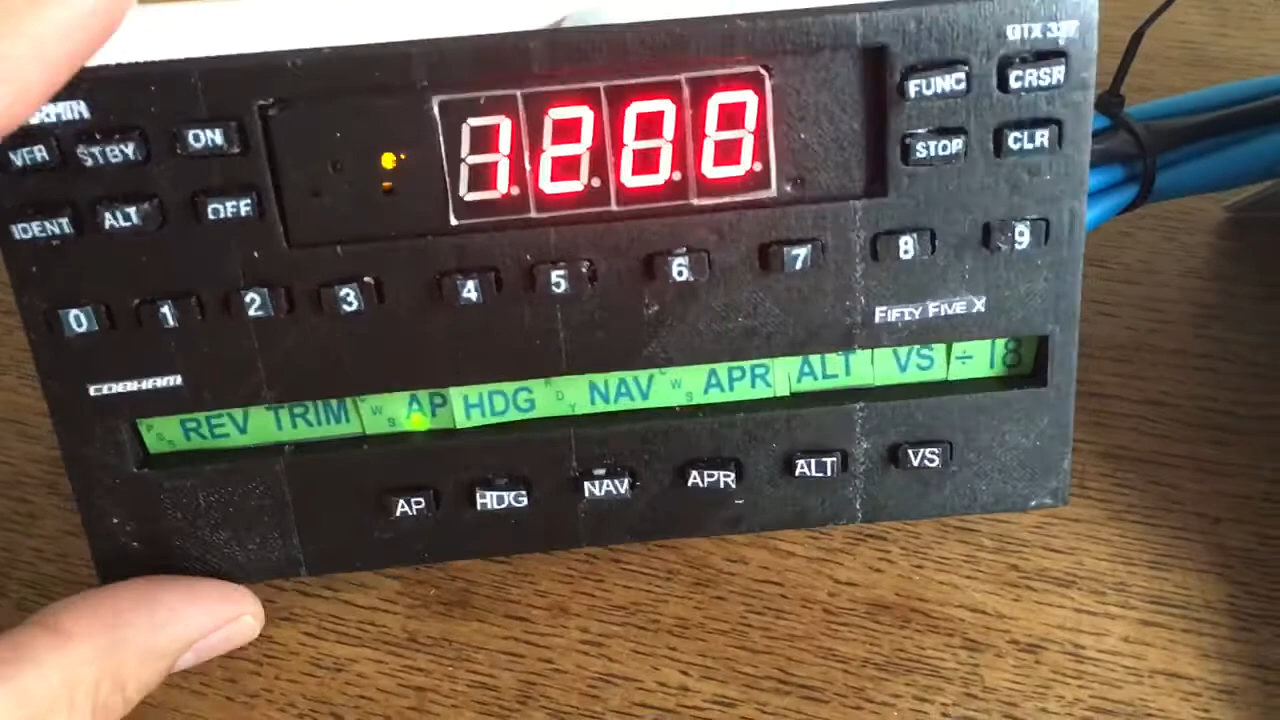 GTX 327
VFR STBY ON
1200
FUNC CRSR
STOP CLR
IDENT ALT OFF
0 1 2 3 4 5 6 7 8 9
FIFTY FIVE X
COBHAM
REV TRIM AP HDG R D Y NAV C W S APR ALT VS ÷ 18
AP HDG NAV APR ALT VS